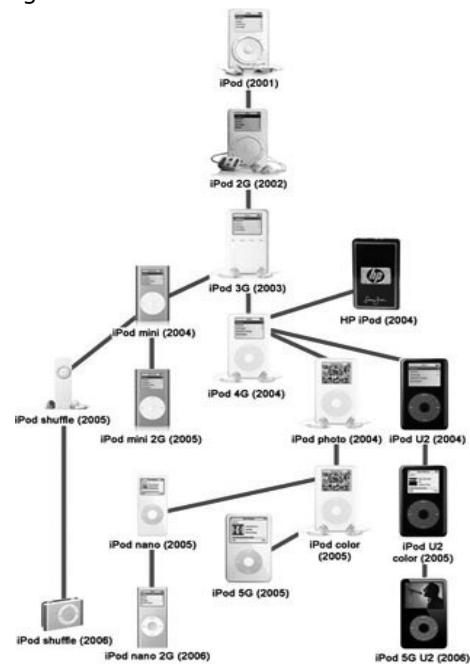 iPod (2001)
iPod 2G (2002)
iPod 3G (2003)
hp
HP iPod (2004)
iPod mini (2004)
iPod 4G (2004)
iPod shuffle (2005)
iPod mini 2G (2005)
iPod photo (2004)
iPod U2 (2004)
iPod nano (2005)
iPod color
(2005)
iPod U2
color (2005)
iPod 5G (2005)
iPod shuffle (2006)
iPod nano 2G (2006)
iPod 5G U2 (2006)